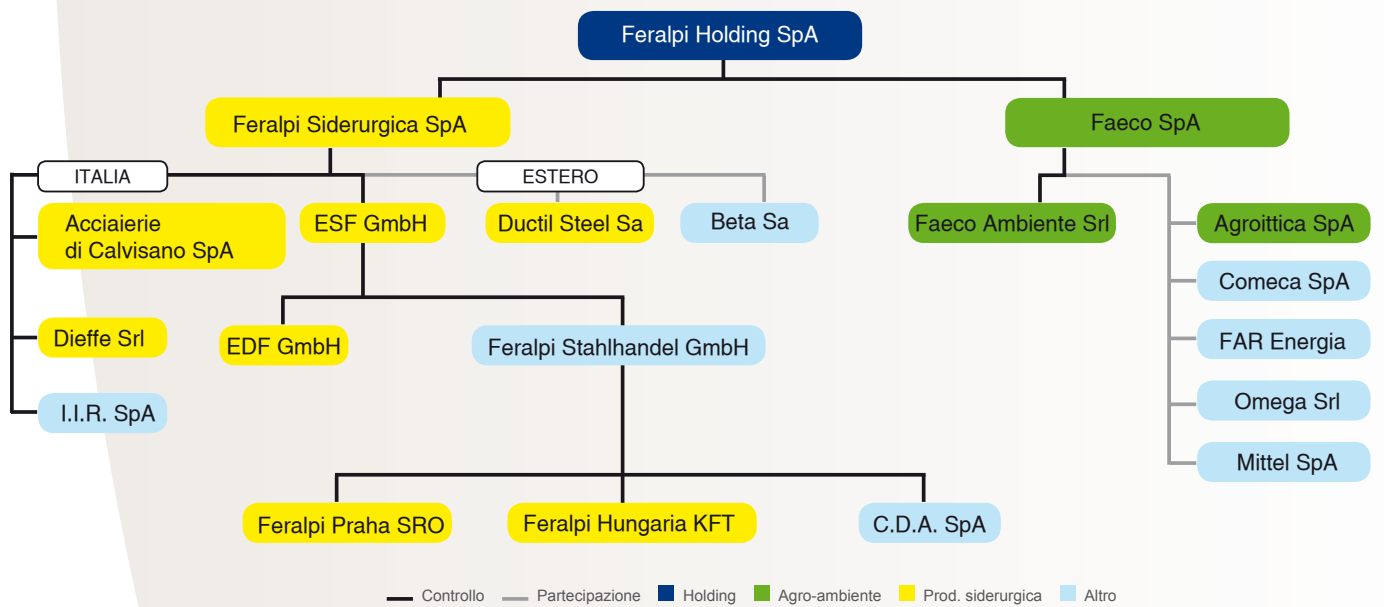 Feralpi Holding SpA
Feralpi Siderurgica SpA
Faeco SpA
ITALIA
ESTERO
Acciaierie
di Calvisano SpA
ESF GmbH
Ductil Steel Sa
Beta Sa
Faeco Ambiente Srl
Agroittica SpA
Comeca SpA
Dieffe Srl
EDF GmbH
Feralpi Stahlhandel GmbH
FAR Energia
I.I.R. SpA
Omega Srl
Mittel SpA
Feralpi Praha SRO
Feralpi Hungaria KFT
C.D.A. SpA
Controllo Partecipazione Holding Agro-ambiente Prod. siderurgica Altro